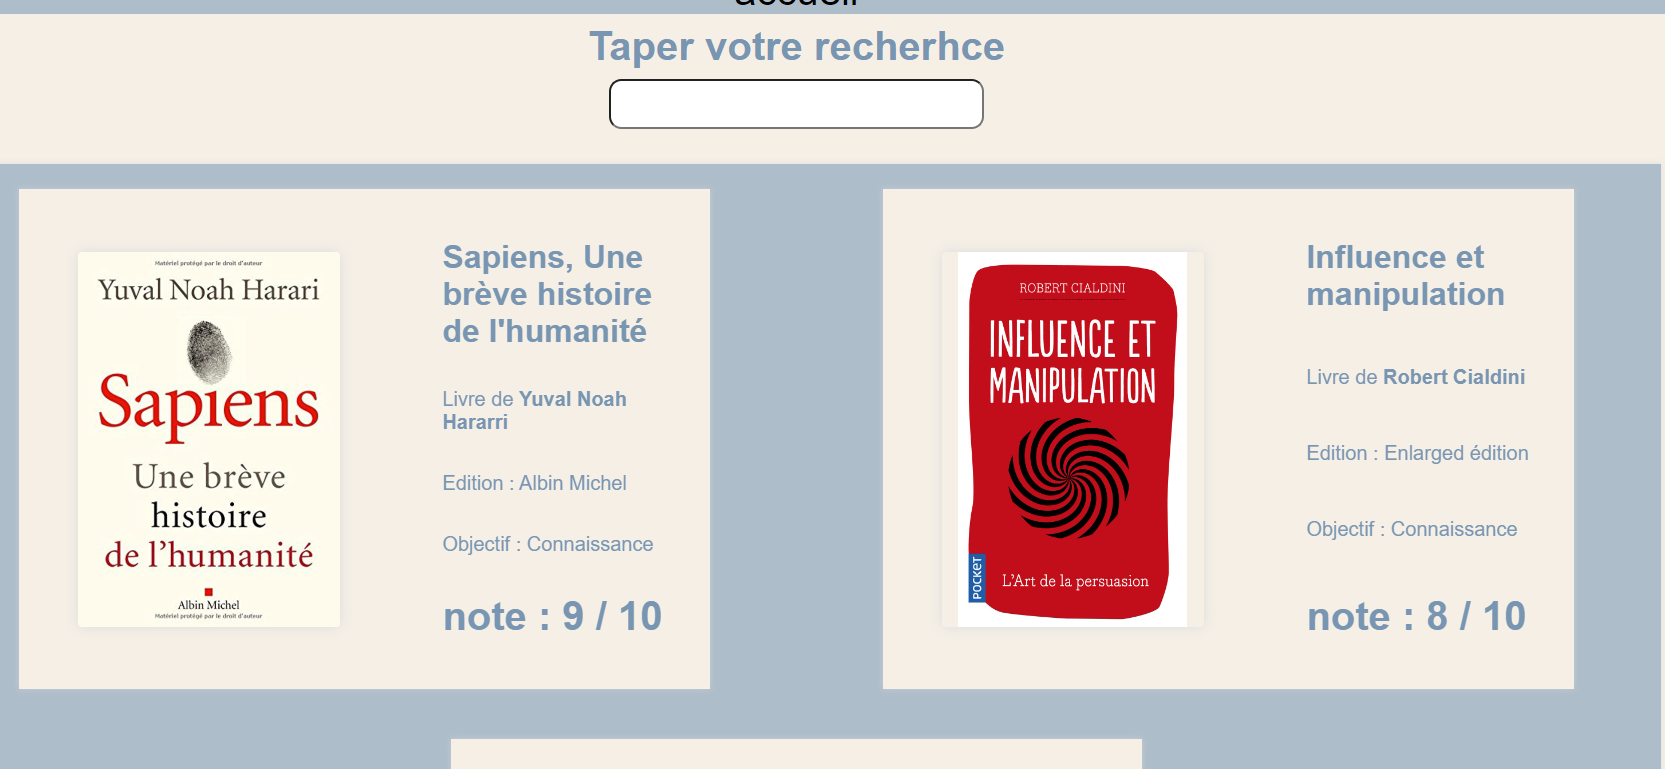 accueil
Taper votre recherhce
Matériel protégé par le droit d'auteur
Yuval Noah Harari
Sapiens
Une brève
histoire
de l'humanité
Albin Michel
Matériel protégé par le droit d'auteur
Sapiens, Une
brève histoire
de l'humanité
Livre de Yuval Noah
Hararri
Edition : Albin Michel
Objectif : Connaissance
note : 9 / 10
ROBERT CIALDINI
INFLUENCE ET
MANIPULATION
POCKET
L'Art de la persuasion
Influence et
manipulation
Livre de Robert Cialdini
Edition : Enlarged édition
Objectif : Connaissance
note : 8 / 10